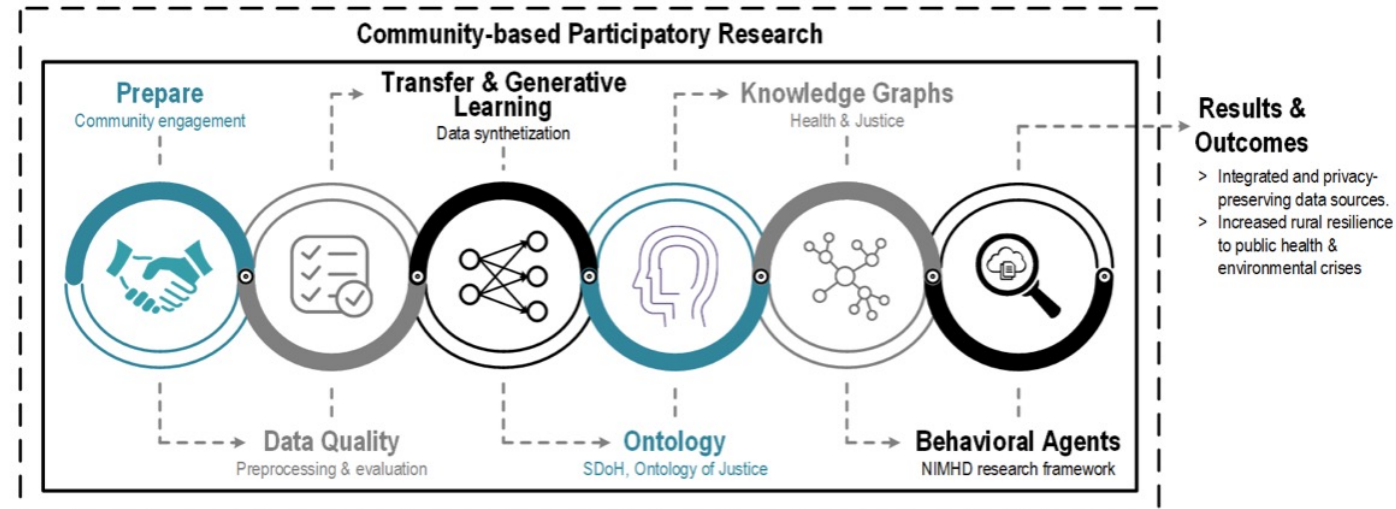 Community-based Participatory Research
Prepare
Community engagement
Transfer & Generative
Learning
Data synthetization
Knowledge Graphs
Health & Justice
Data Quality
Preprocessing & evaluation
Ontology
SDoH, Ontology of Justice
Behavioral Agents
NIMHD research framework
Results &
Outcomes
> Integrated and privacy-
preserving data sources.
> Increased rural resilience
to public health &
environmental crises